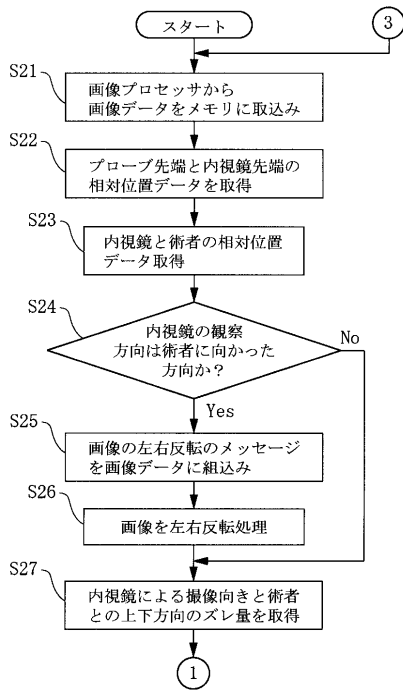 スタート
3
S21
画像プロセッサから
画像データをメモリに取込み
S22
プローブ先端と内視鏡先端の
相対位置データを取得
S23
内視鏡と術者の相対位置
データ取得
S24
内視鏡の観察
方向は術者に向かった
方向か？
No
Yes
S25
画像の左右反転のメッセージ
を画像データに組込み
S26
画像を左右反転処理
S27
内視鏡による撮像向きと術者
との上下方向のズレ量を取得
1